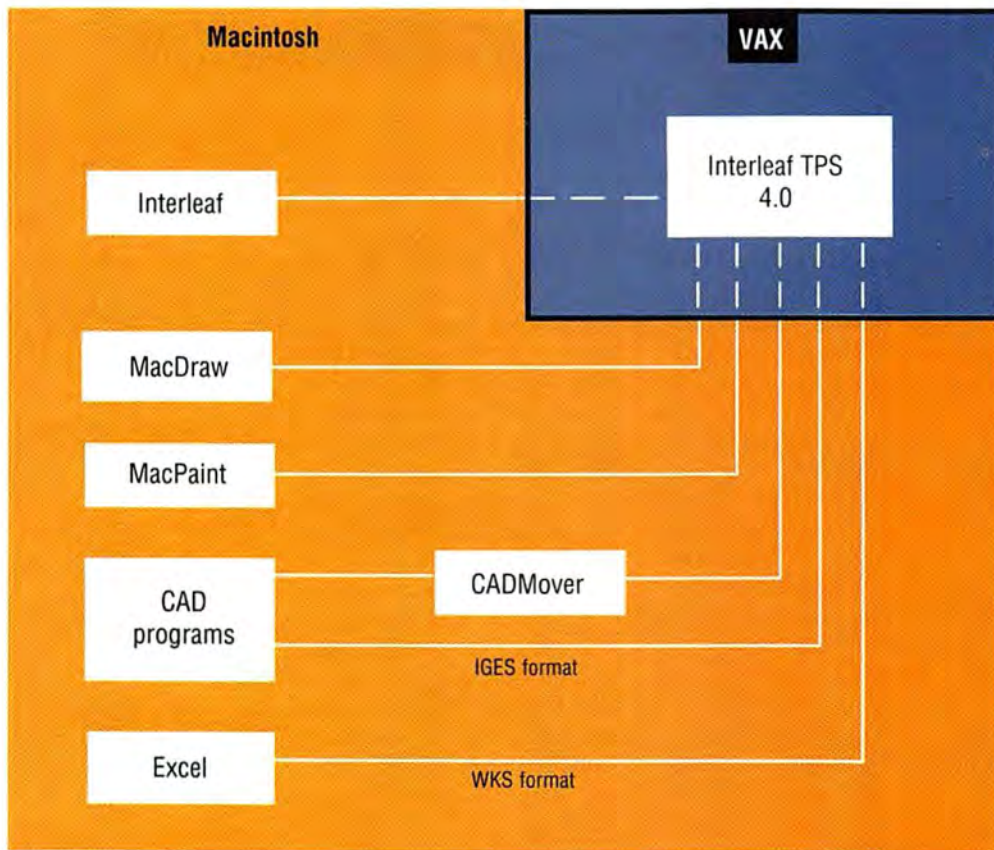 Macintosh
VAX
Interleaf TPS
4.0
Interleaf
MacDraw
MacPaint
CAD
programs
CADMover
IGES format
Excel
WKS format